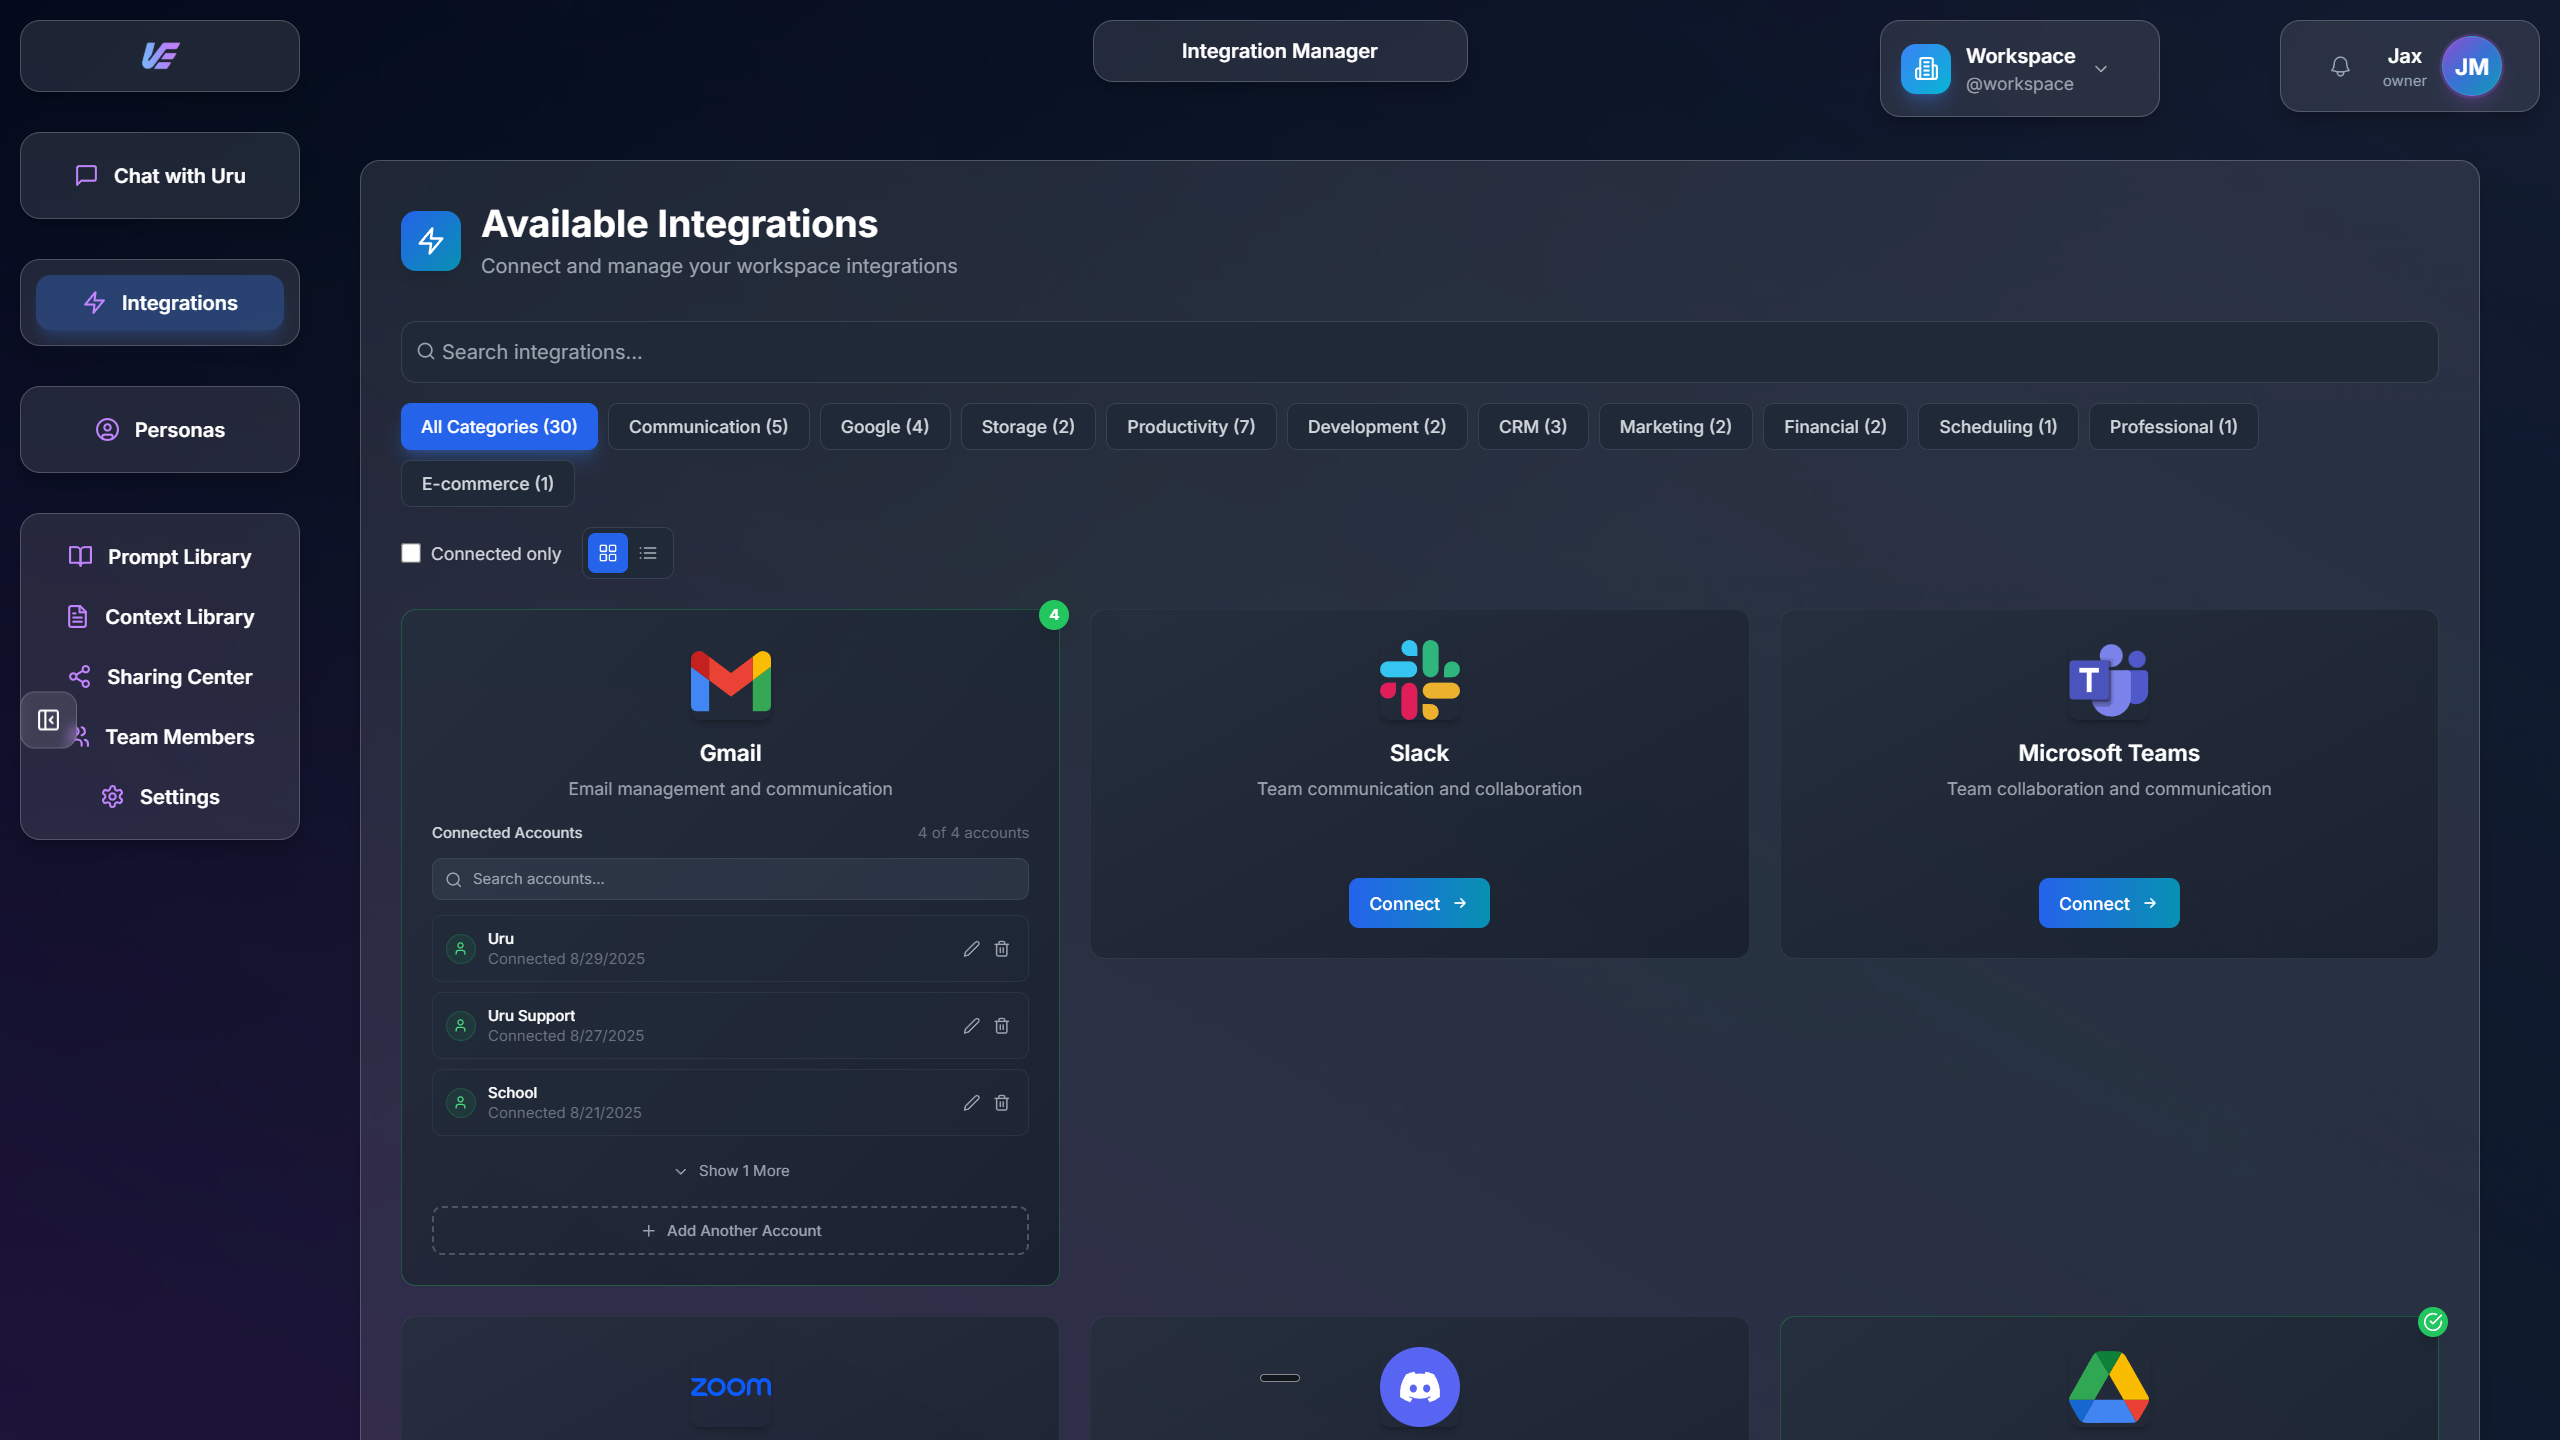 Integration Manager
Workspace
@workspace
Jax
owner
JM
Chat with Uru
Integrations
Personas
Prompt Library
Context Library
Sharing Center
Team Members
Settings
Available Integrations
Connect and manage your workspace integrations
Search integrations...
All Categories (30)
Communication (5)
Google (4)
Storage (2)
Productivity (7)
Development (2)
CRM (3)
Marketing (2)
Financial (2)
Scheduling (1)
Professional (1)
E-commerce (1)
Connected only
4
Gmail
Email management and communication
Connected Accounts
4 of 4 accounts
Search accounts...
Uru
Connected 8/29/2025
Uru Support
Connected 8/27/2025
School
Connected 8/21/2025
Show 1 More
Add Another Account
Slack
Team communication and collaboration
Connect
T
Microsoft Teams
Team collaboration and communication
Connect
zoom